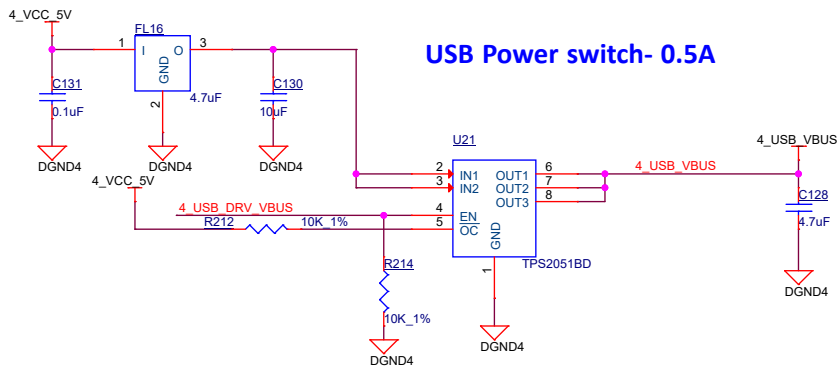 4_VCC_5V
FL16
USB Power switch- 0.5A
1
I
O
3
GND
2
C131
0.1uF
4.7uF
C130
10uF
DGND4
DGND4
DGND4
U21
4_VCC_5V
2
IN1
3
IN2
OUT1
6
OUT2
7
OUT3
8
4_USB_VBUS
4_USB_VBUS
C128
4.7uF
4_USB_DRV_VBUS
4
EN
R212
10K_1%
5
OC
GND
1
TPS2051BD
R214
10K_1%
DGND4
DGND4
DGND4